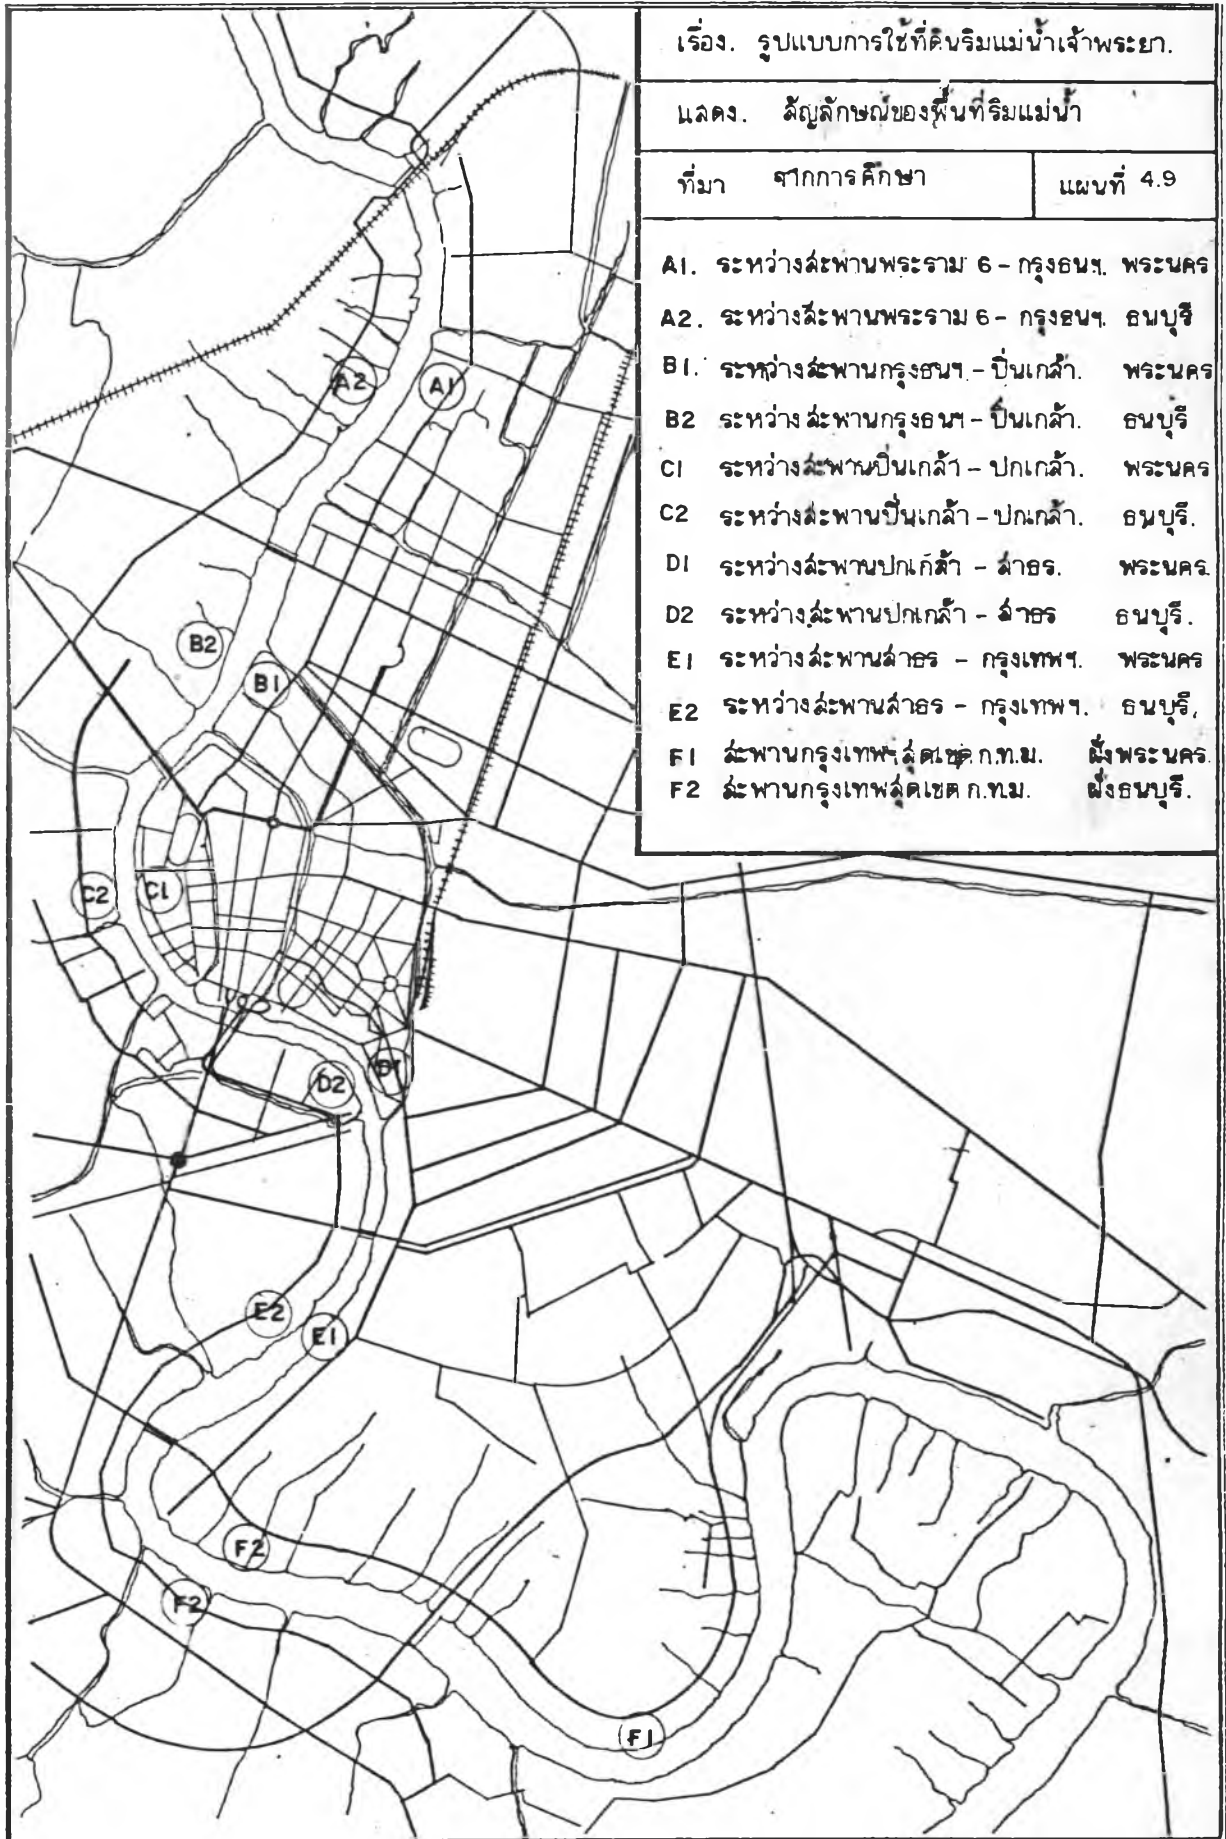 เรื่อง. รูปแบบการใช้ที่ดินริมแม่น้ำเจ้าพระยา.
แสดง. สัญลักษณ์ของพื้นที่ริมแม่น้ำ
ที่มา จากการศึกษา แผนที่ 4.9
A1. ระหว่างสะพานพระราม 6 - กรุงธนฯ. พระนคร
A2. ระหว่างสะพานพระราม 6 - กรุงธนฯ. ธนบุรี
B1. ระหว่างสะพานกรุงธนฯ - ปิ่นเกล้า. พระนคร
B2 ระหว่างสะพานกรุงธนฯ - ปิ่นเกล้า. ธนบุรี
C1 ระหว่างสะพานปิ่นเกล้า - ปกเกล้า. พระนคร
C2 ระหว่างสะพานปิ่นเกล้า - ปกเกล้า. ธนบุรี.
D1 ระหว่างสะพานปกเกล้า - สาธร. พระนคร.
D2 ระหว่างสะพานปกเกล้า - สาธร ธนบุรี.
E1 ระหว่างสะพานสาธร - กรุงเทพฯ. พระนคร
E2 ระหว่างสะพานสาธร - กรุงเทพฯ. ธนบุรี.
F1 สะพานกรุงเทพฯสุดเขต ก.ท.ม. ฝั่งพระนคร.
F2 สะพานกรุงเทพสุดเขต ก.ท.ม. ฝั่งธนบุรี.
A2 A1
B2
B1
C2 C1
D2 D1
E2
E1
F2
F2
F1